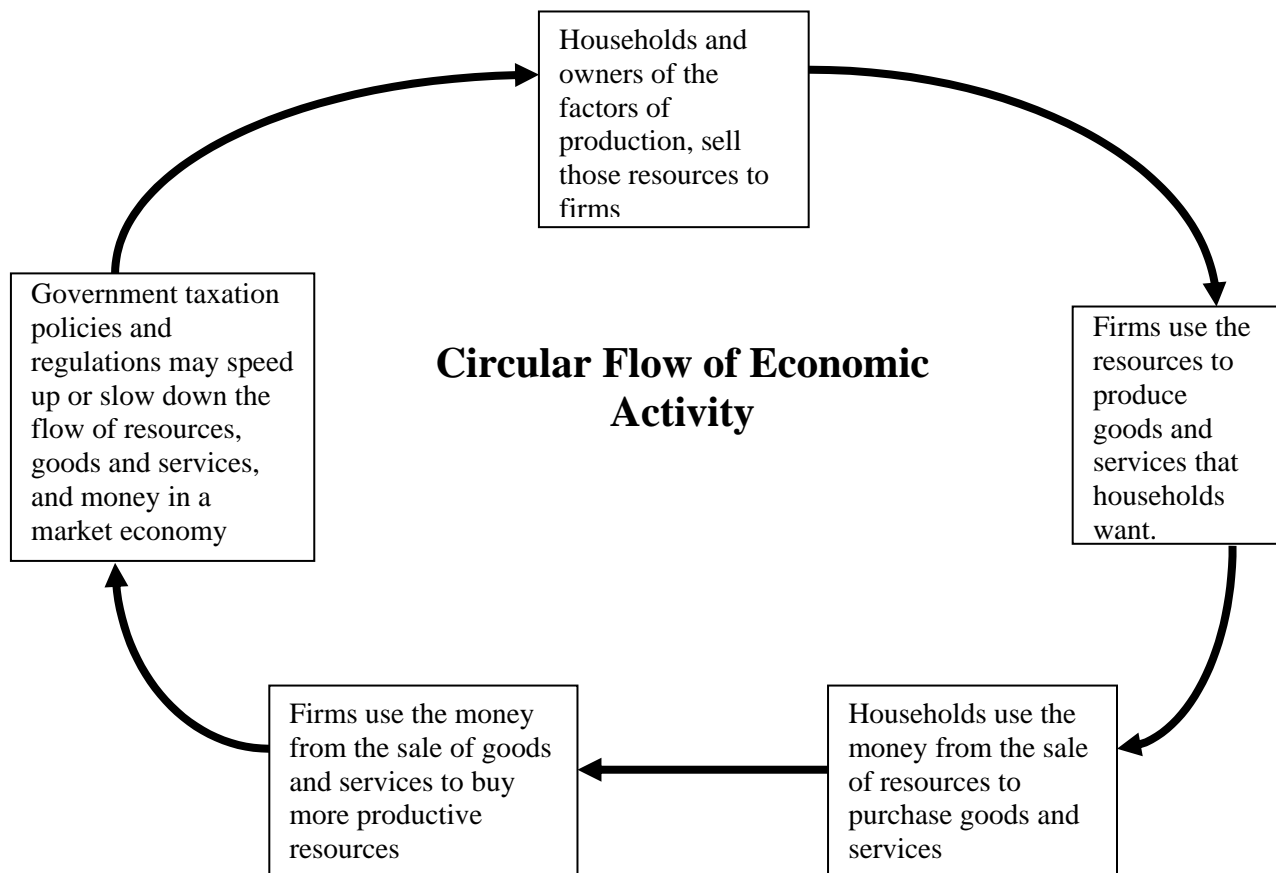 Households and
owners of the
factors of
production, sell
those resources to
firms
Government taxation
policies and
regulations may speed
up or slow down the
flow of resources,
goods and services,
and money in a
market economy
Circular Flow of Economic
Activity
Firms use the
resources to
produce
goods and
services that
households
want.
Firms use the money
from the sale of goods
and services to buy
more productive
resources
Households use the
money from the sale
of resources to
purchase goods and
services